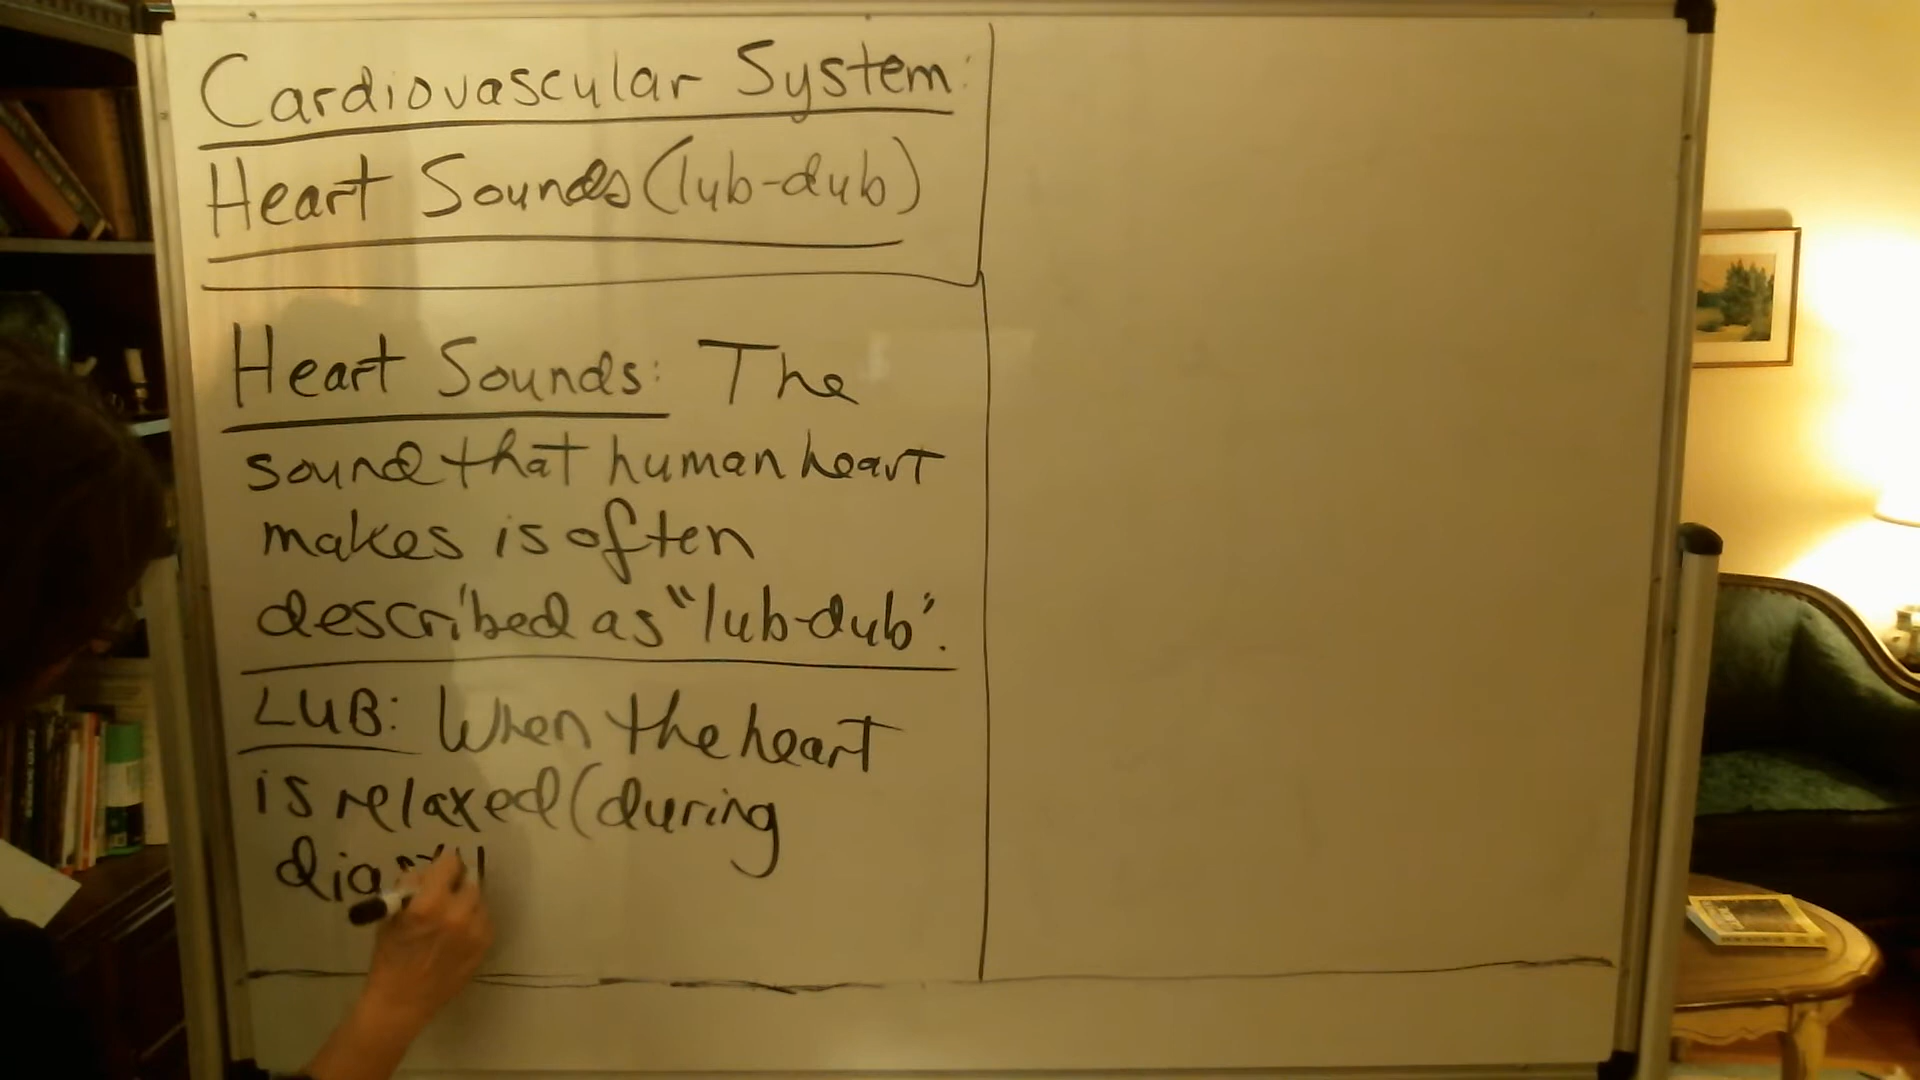 Cardiovascular System:
Heart Sounds (lub-dub)
Heart Sounds: The
sound that human heart
makes is often
described as "lub-dub".
LUB: When the heart
is relaxed (during